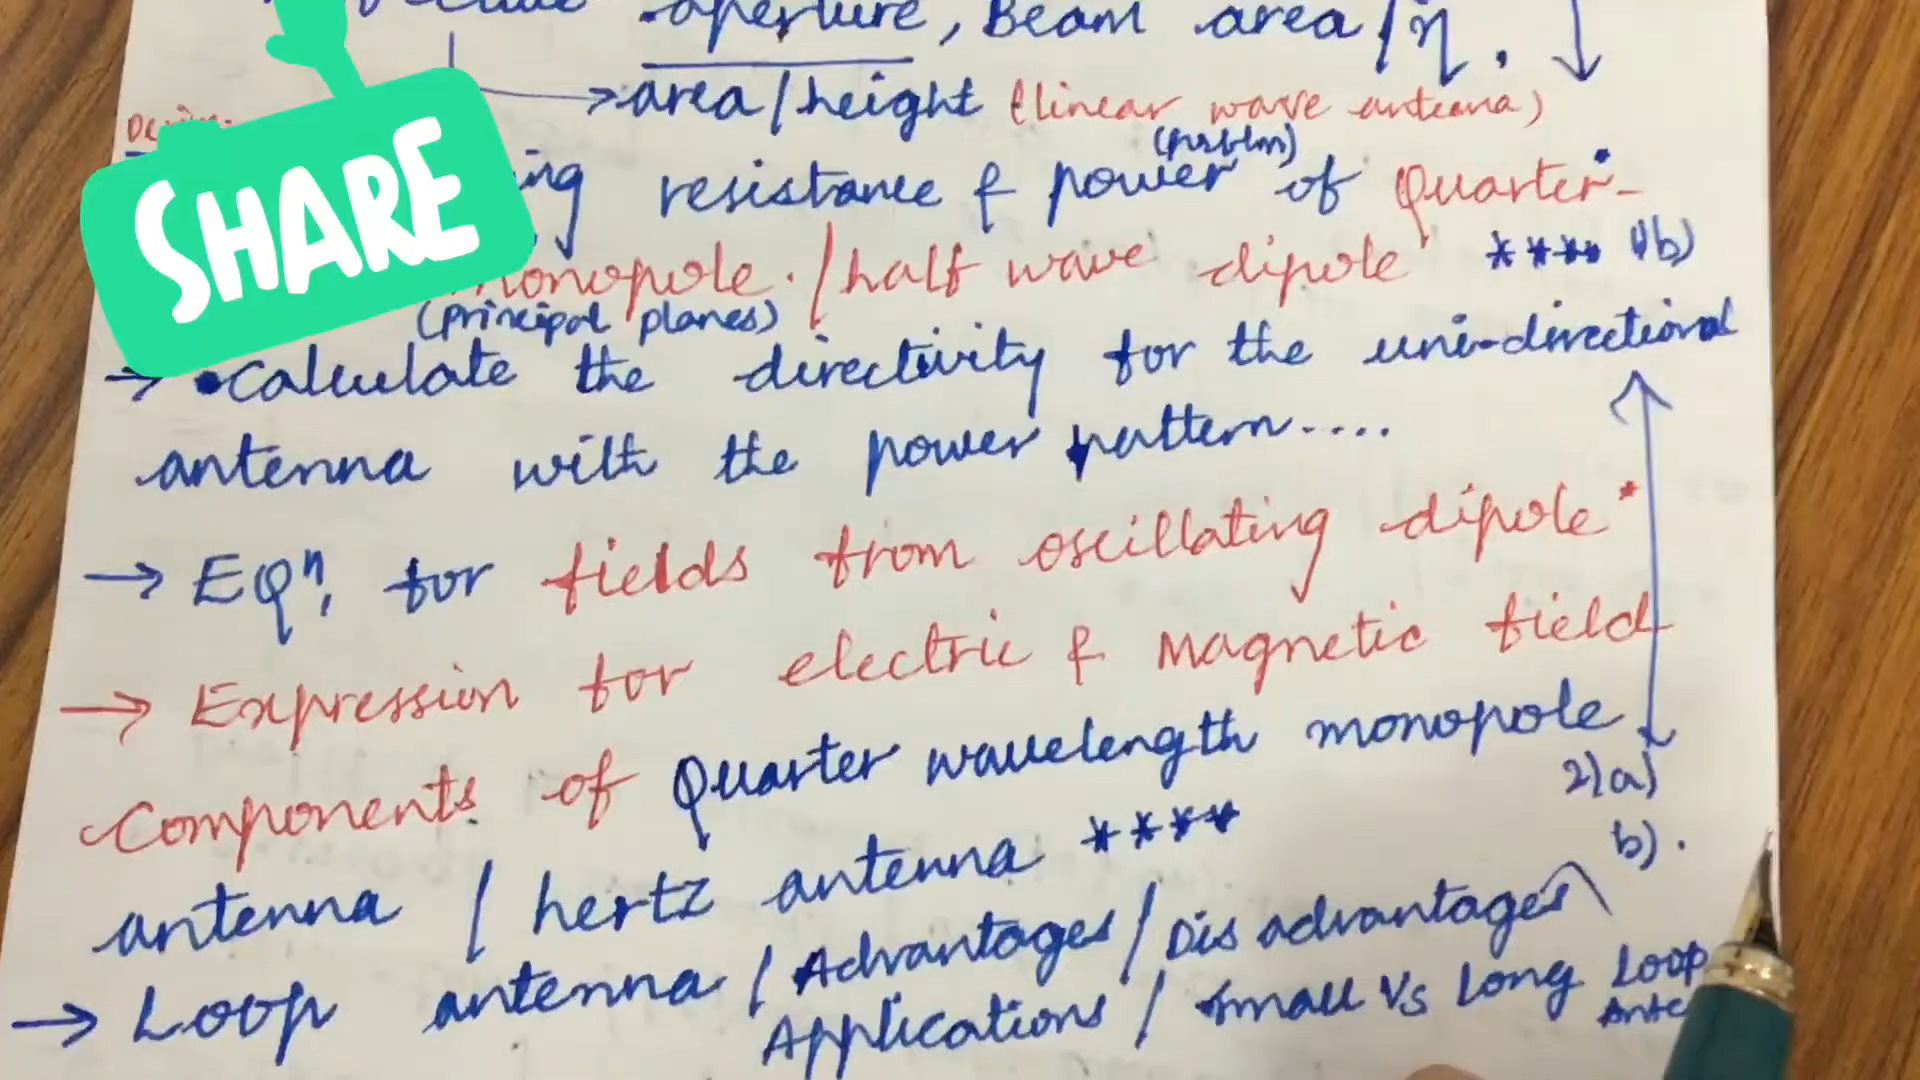 aperture, Beam area / η.
→ area / height (linear wave antenna)
(problm)
resistance & power of Quarter-
SHARE
monopole. / half wave dipole **** 1b)
(principal planes)
→ • Calculate the directivity for the uni-directional
antenna with the power pattern....
→ EQⁿ, for fields from oscillating dipole *
→ Expression for electric & Magnetic field
Components of Quarter wavelength monopole
2)a)
antenna / hertz antenna ****
b).
→ Loop antenna / Advantages / Dis advantages
Applications / Small Vs Long Loop